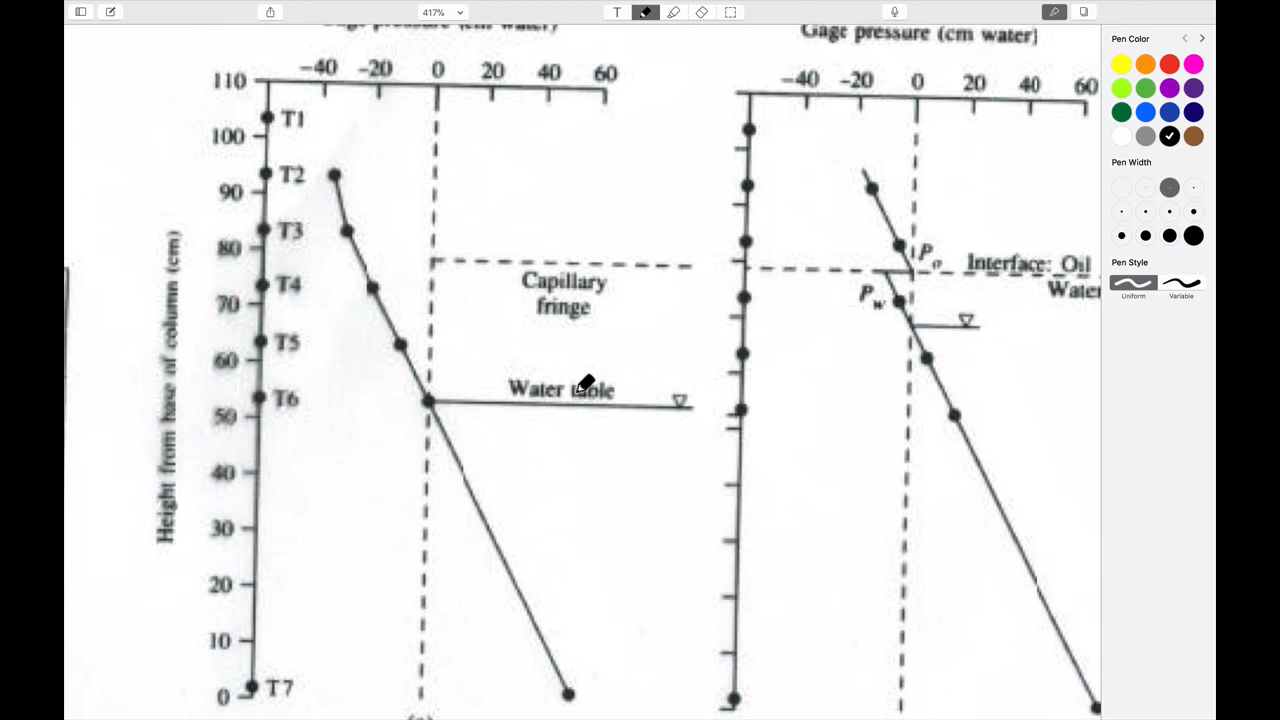 417%
T
Pen Color
Pen Width
Pen Style
Uniform
Variable
Gage pressure (cm water)
-40 -20 0 20 40 60
110
100
90
80
70
60
50
40
30
20
10
0
T1
T2
T3
T4
T5
T6
T7
Height from base of column (cm)
Capillary
fringe
Water table
Gage pressure (cm water)
-40 -20 0 20 40 60
Po
Interface: Oil
Water
Pw